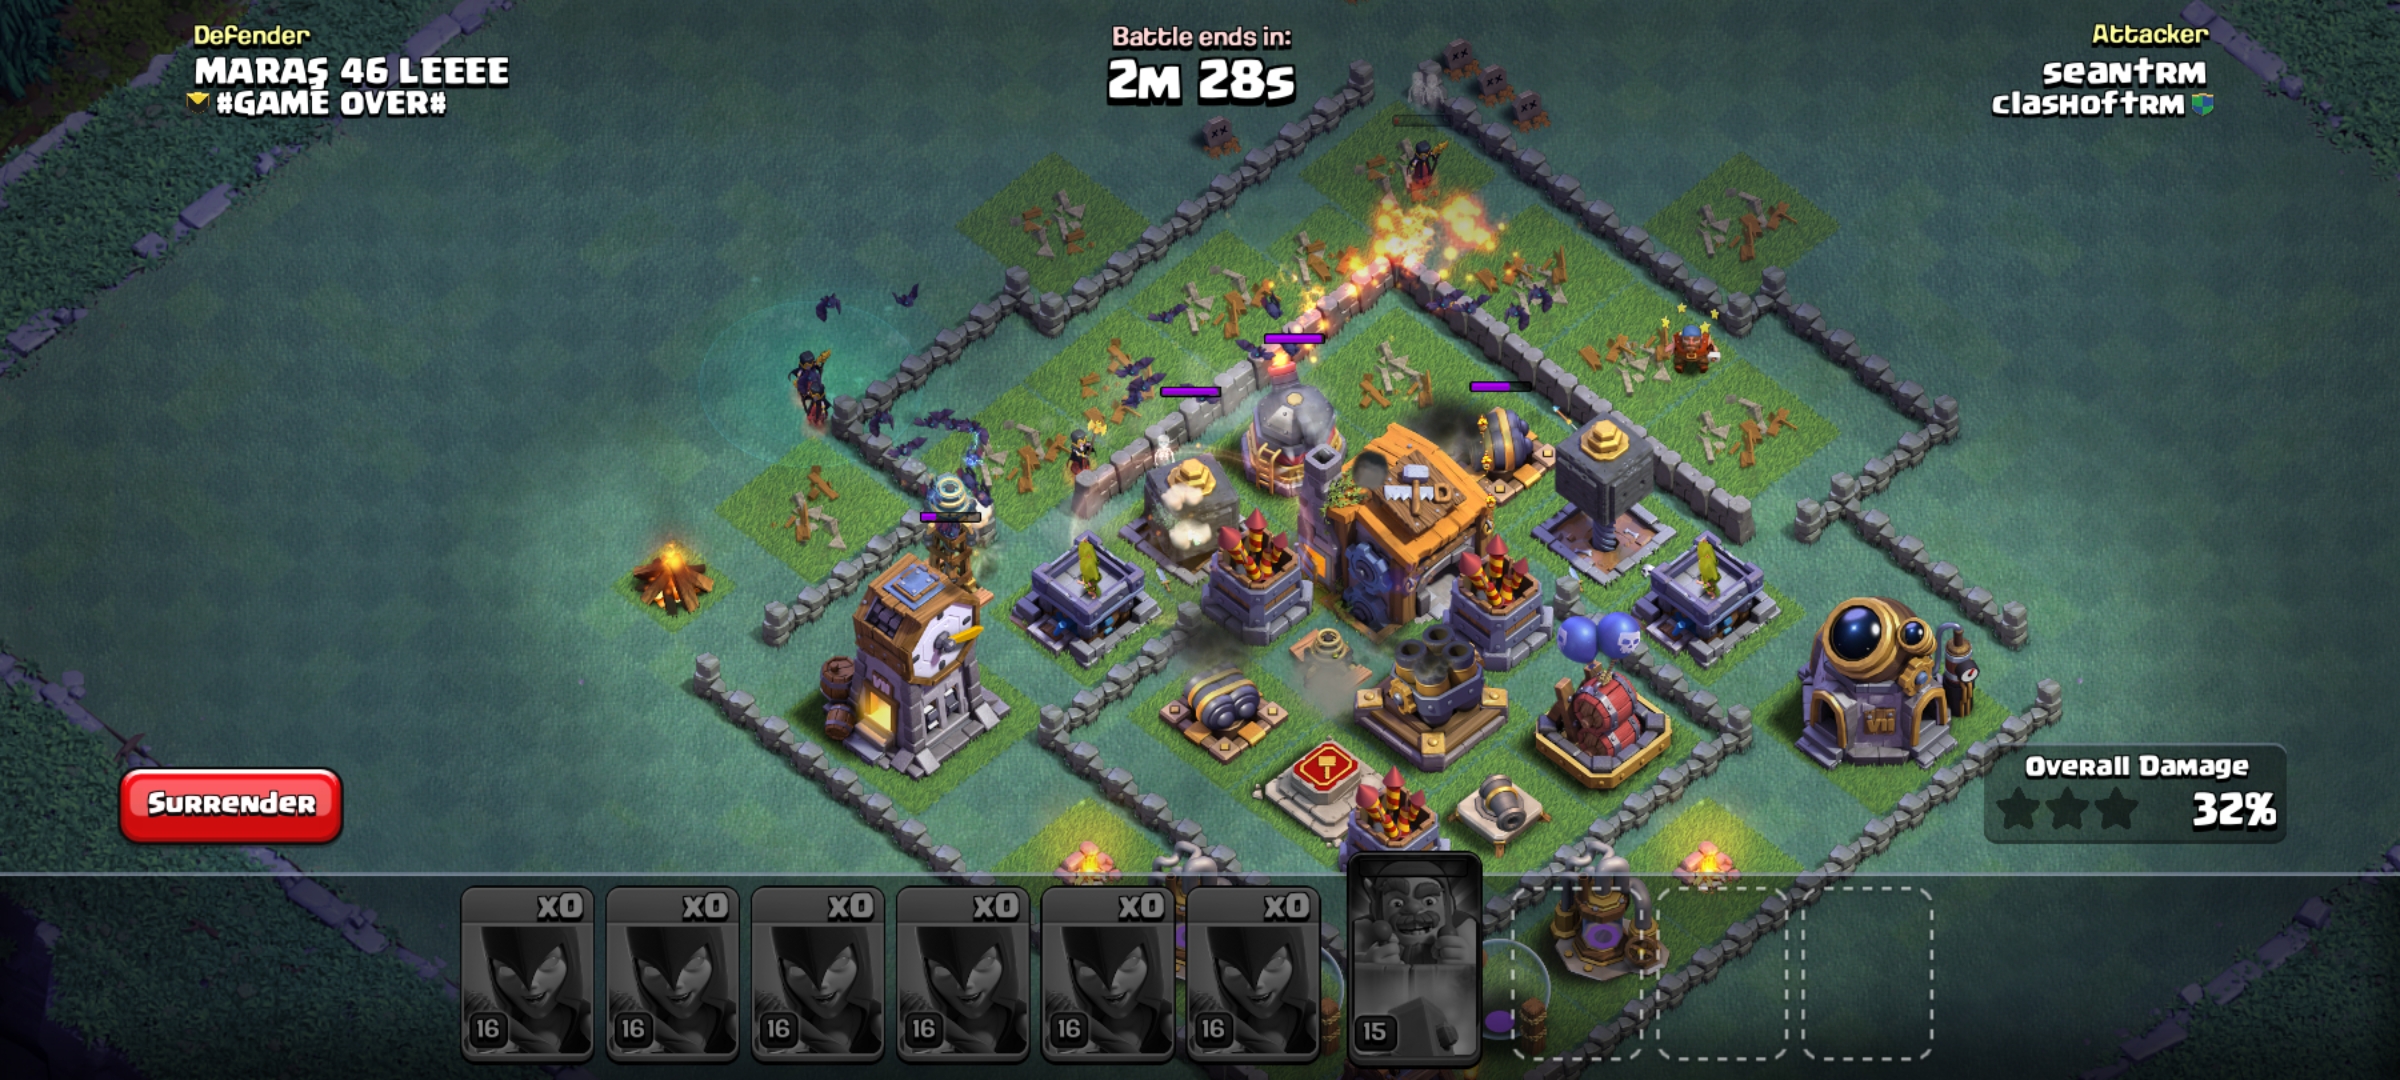 Defender
MARAŞ 46 LEEEE
#GAME OVER#
Battle ends in:
2M 28S
Attacker
seantRM
clashoftRM
Surrender
Overall Damage
32%
x0 x0 x0 x0 x0 x0
16 16 16 16 16 16 15